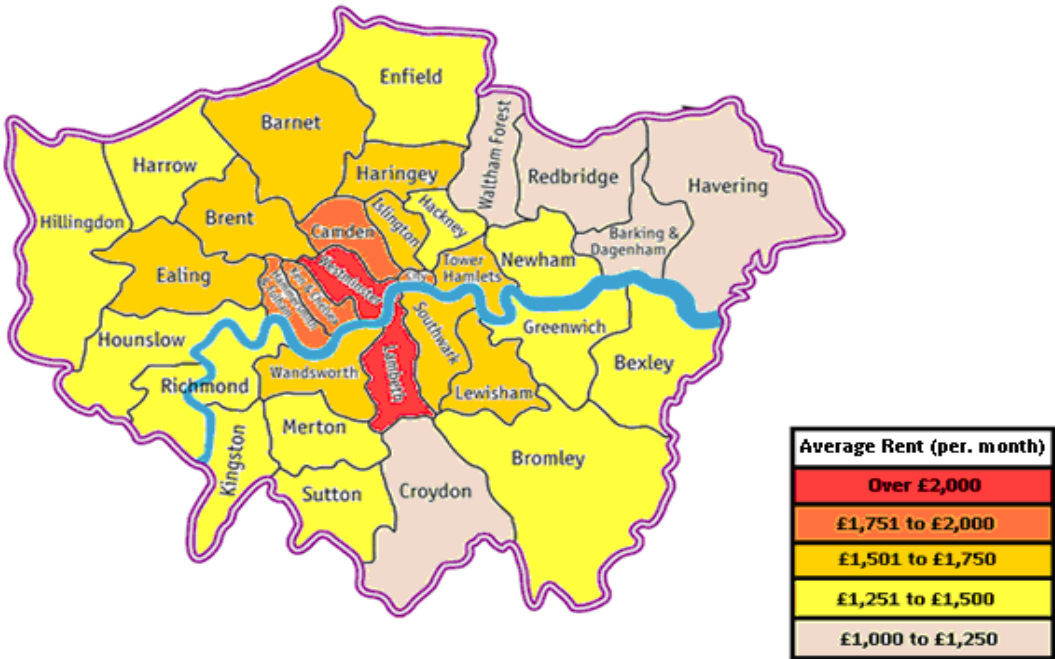 Enfield
Barnet
Harrow
Haringey
Waltham Forest
Redbridge
Havering
Hillingdon
Brent
Camden
Islington
Hackney
Barking &
Dagenham
Ealing
Westminster
City
Tower
Hamlets
Newham
Ken & Chelsea
Hammersmith
Hounslow
Southwark
Greenwich
Richmond
Wandsworth
Lambeth
Lewisham
Bexley
Merton
Kingston
Sutton
Croydon
Bromley
Average Rent (per. month)
Over £2,000
£1,751 to £2,000
£1,501 to £1,750
£1,251 to £1,500
£1,000 to £1,250